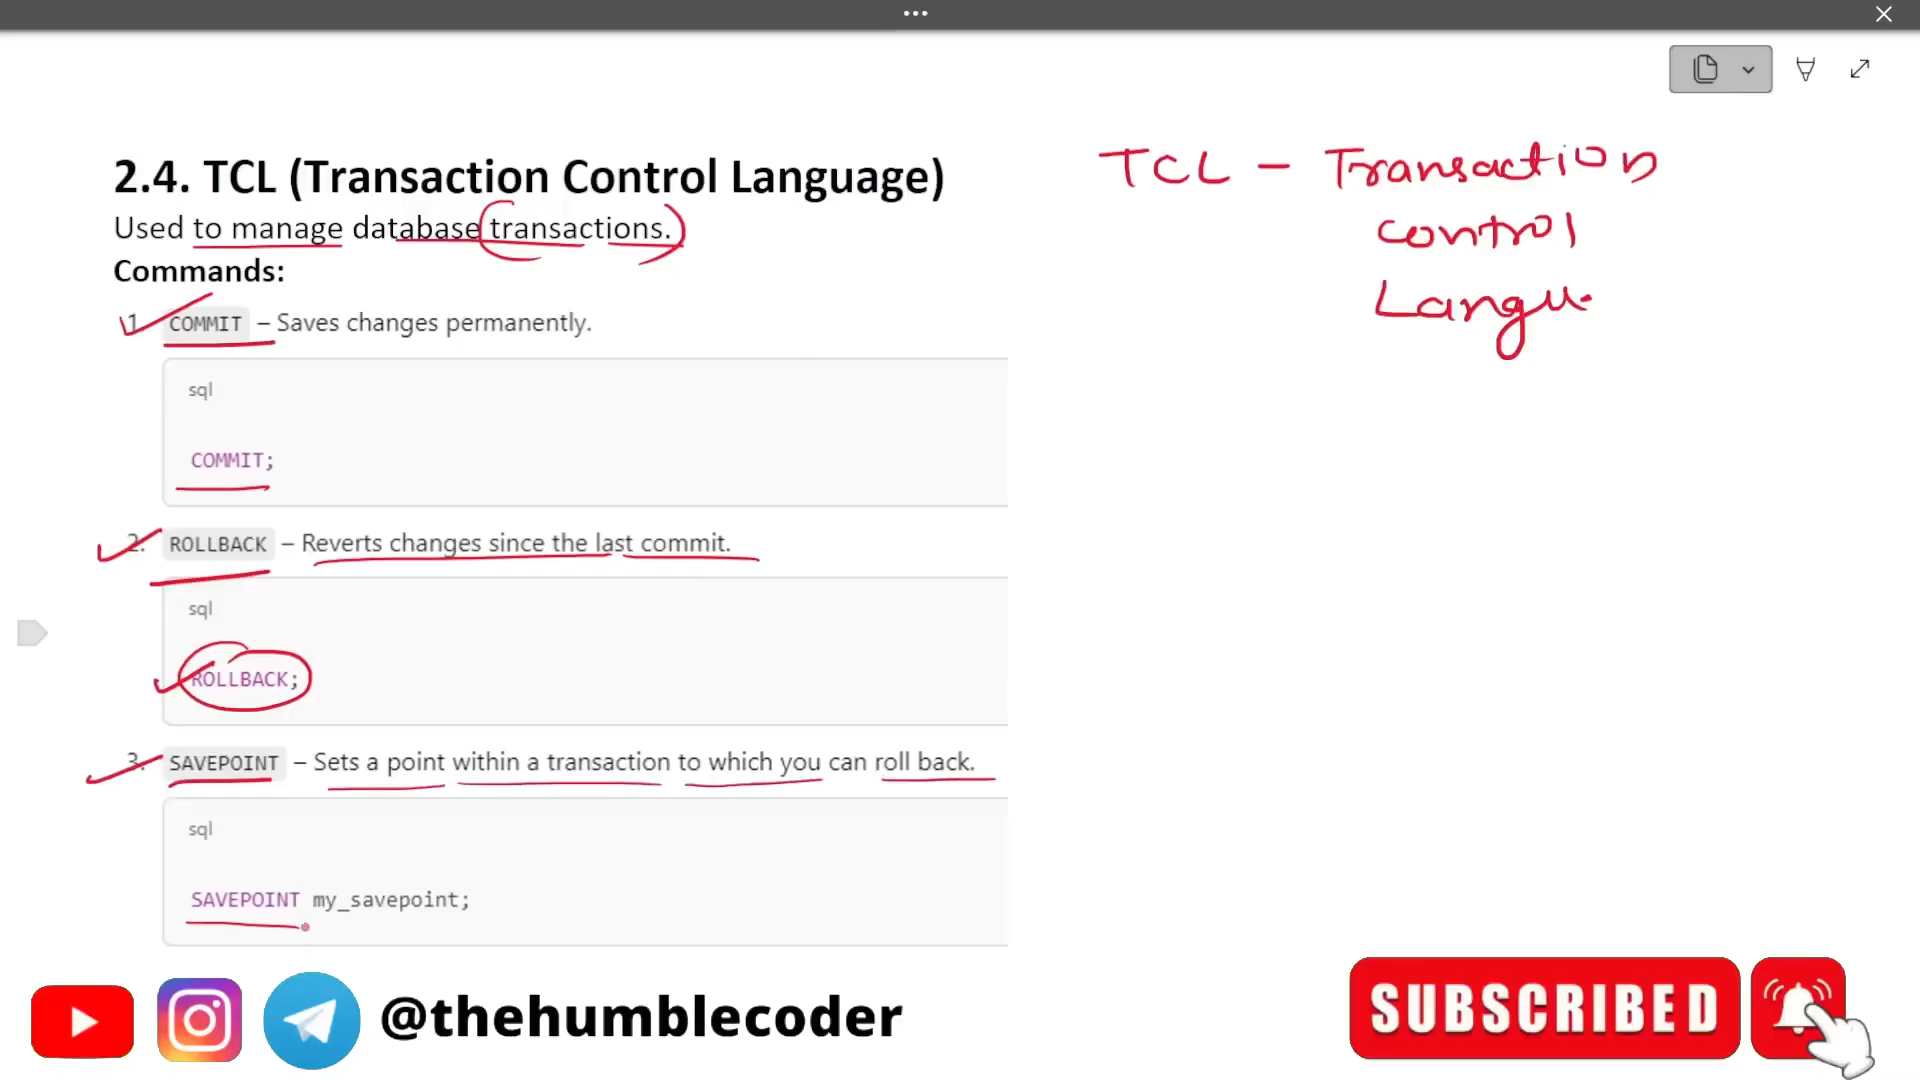 2.4. TCL (Transaction Control Language)
Used to manage database transactions.
Commands:
1. COMMIT – Saves changes permanently.
sql
COMMIT;
2. ROLLBACK – Reverts changes since the last commit.
sql
ROLLBACK;
3. SAVEPOINT – Sets a point within a transaction to which you can roll back.
sql
SAVEPOINT my_savepoint;
TCL – Transaction
control
Langu
@thehumblecoder
SUBSCRIBED